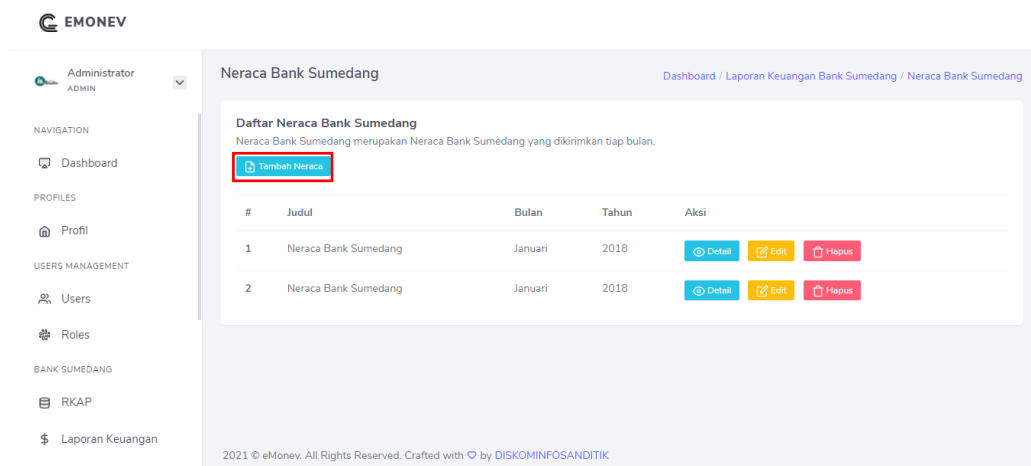 EMONEV
Administrator
ADMIN
NAVIGATION
Dashboard
PROFILES
Profil
USERS MANAGEMENT
Users
Roles
BANK SUMEDANG
RKAP
Laporan Keuangan
Neraca Bank Sumedang
Dashboard / Laporan Keuangan Bank Sumedang / Neraca Bank Sumedang
Daftar Neraca Bank Sumedang
Neraca Bank Sumedang merupakan Neraca Bank Sumedang yang dikirimkan tiap bulan.
Tambah Neraca
# Judul Bulan Tahun Aksi
1 Neraca Bank Sumedang Januari 2018 Detail Edit Hapus
2 Neraca Bank Sumedang Januari 2018 Detail Edit Hapus
2021 © eMonev. All Rights Reserved. Crafted with ♡ by DISKOMINFOSANDITIK